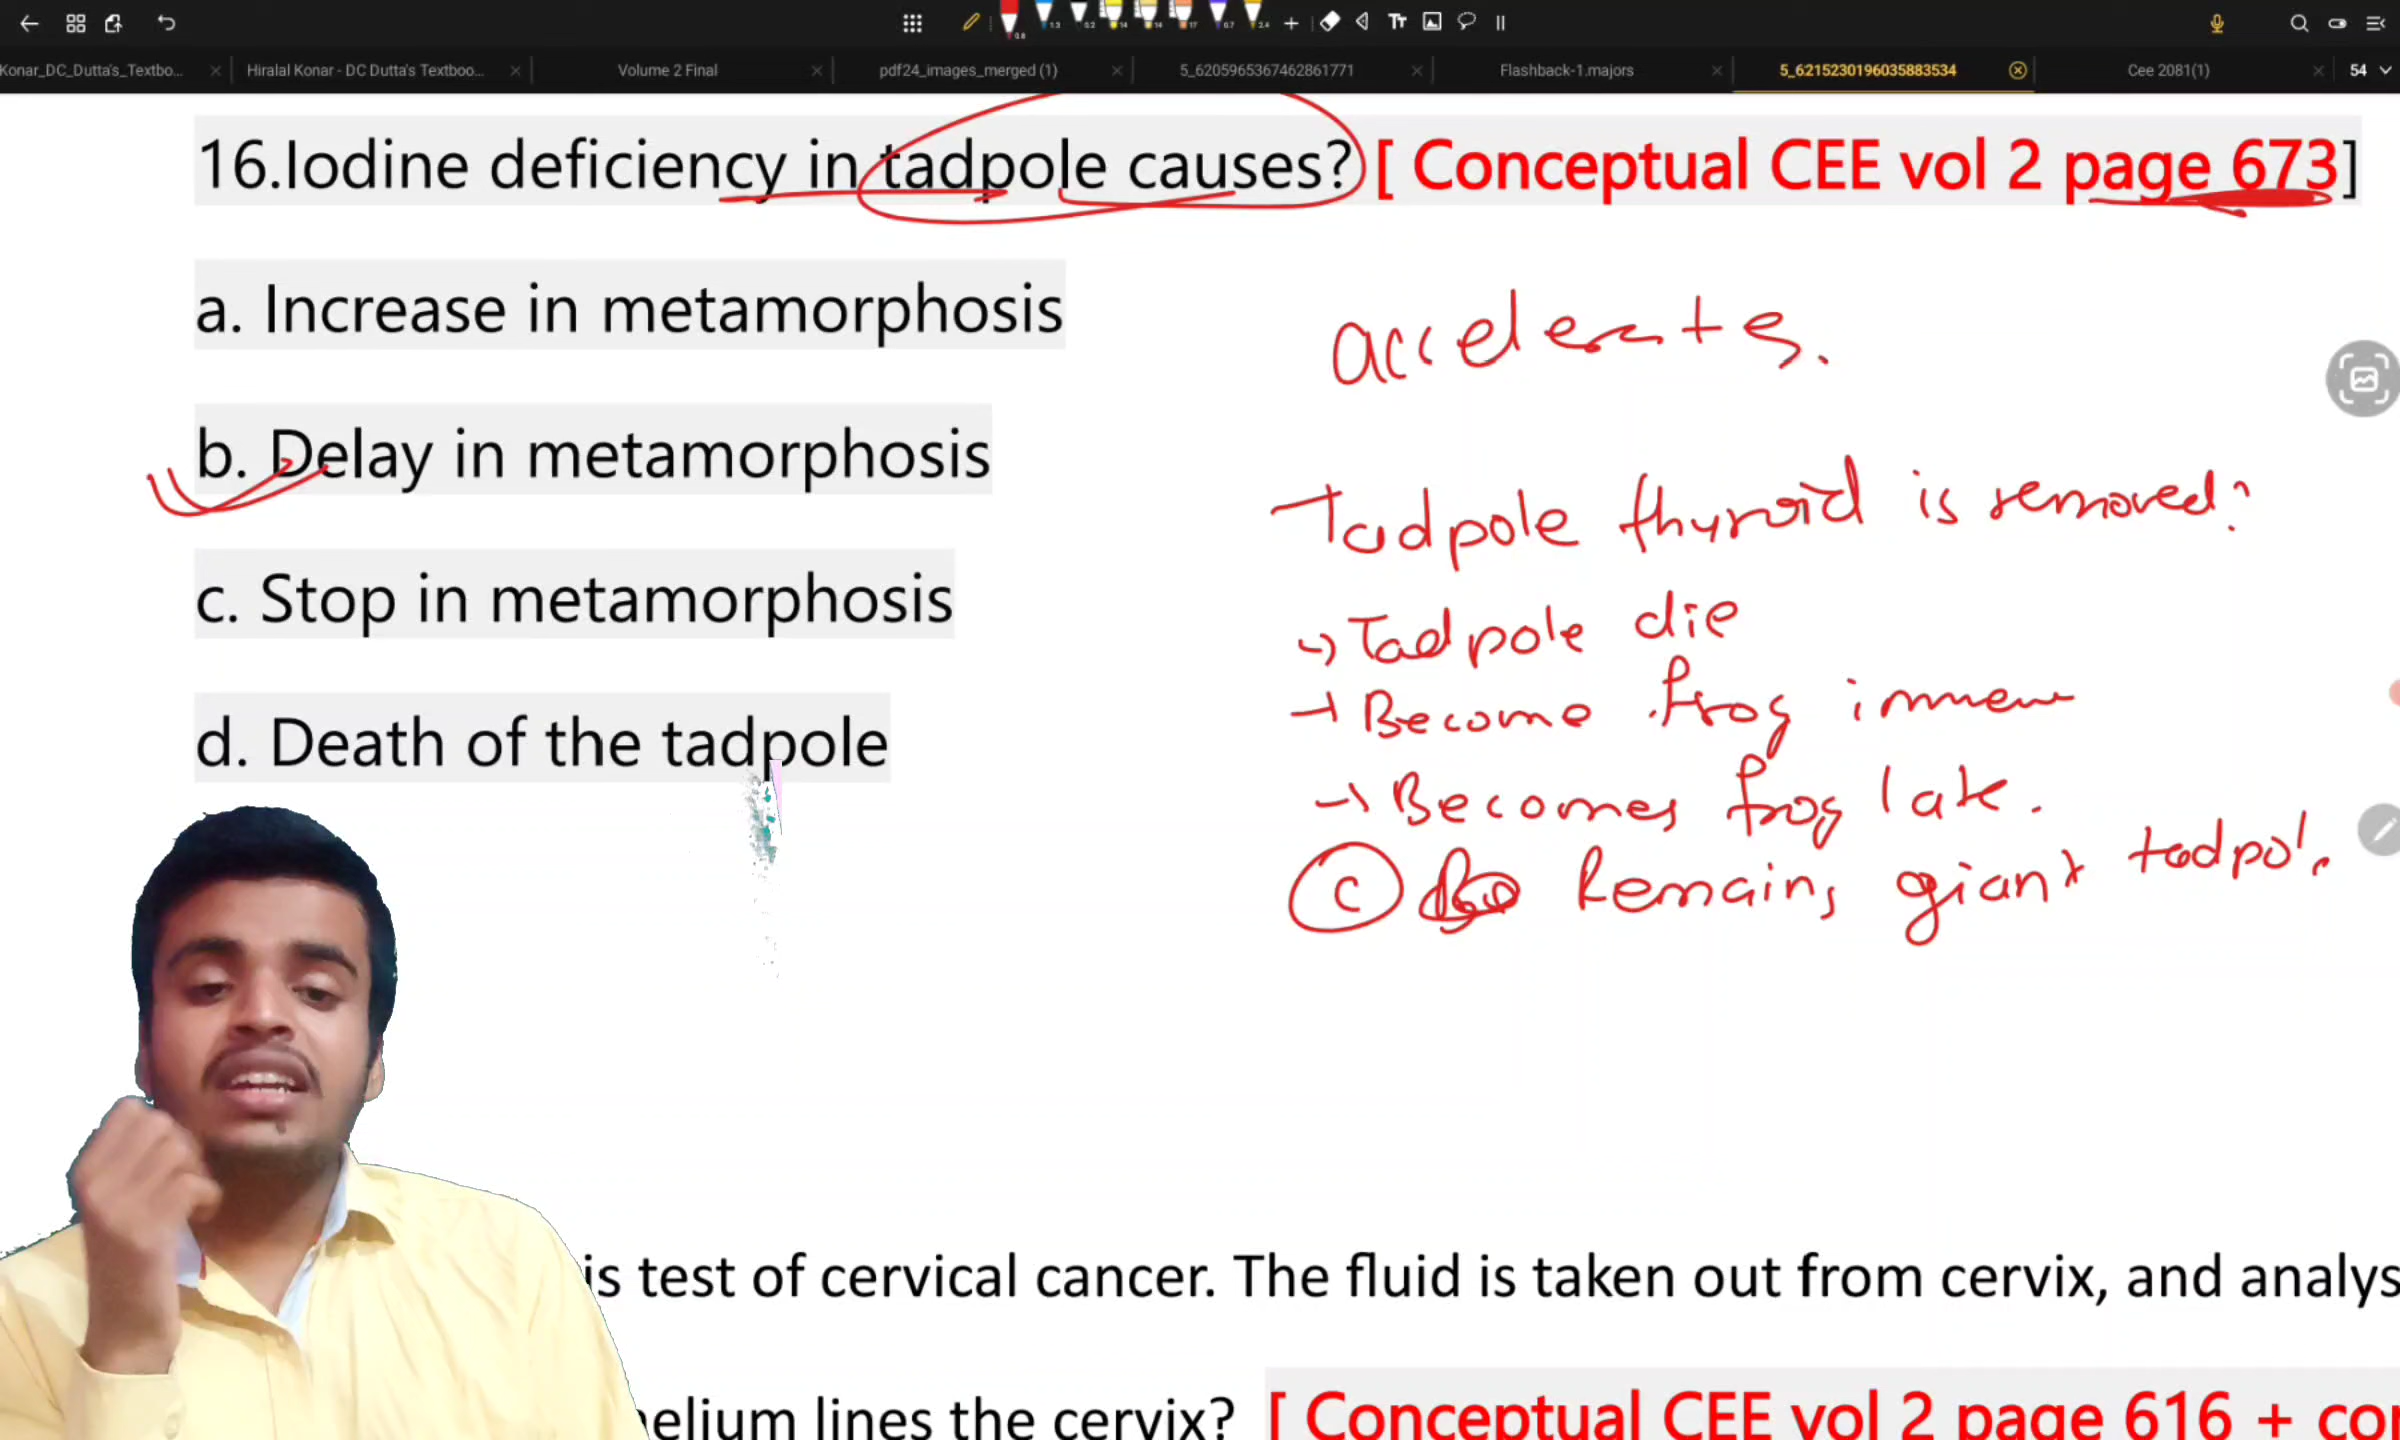 Konar_DC_Dutta's_Textbo... Hiralal Konar - DC Dutta's Textboo... Volume 2 Final pdf24_images_merged (1) 5_6205965367462861771 Flashback-1.majors 5_6215230196035883534 Cee 2081(1) 54
16.Iodine deficiency in tadpole causes? [ Conceptual CEE vol 2 page 673]
a. Increase in metamorphosis
accelerates.
b. Delay in metamorphosis
Tadpole thyroid is removed?
c. Stop in metamorphosis
→ Tadpole die
→ Become frog
d. Death of the tadpole
→ Becomes frog late.
C Remains giant tadpole
is test of cervical cancer. The fluid is taken out from cervix, and analys
elium lines the cervix? [ Conceptual CEE vol 2 page 616 + co